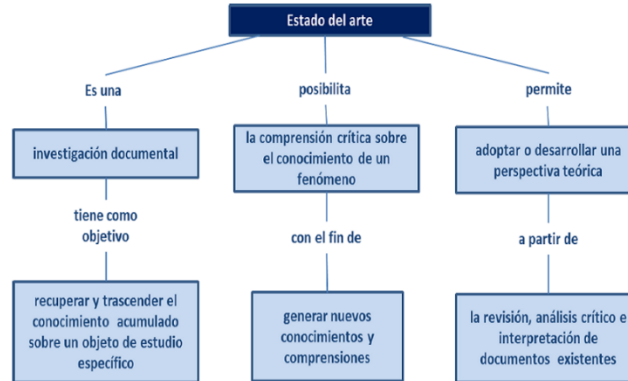 Estado del arte
Es una
posibilita
permite
investigación documental
la comprensión crítica sobre
el conocimiento de un
fenómeno
adoptar o desarrollar una
perspectiva teórica
tiene como
objetivo
con el fin de
a partir de
recuperar y trascender el
conocimiento acumulado
sobre un objeto de estudio
específico
generar nuevos
conocimientos y
comprensiones
la revisión, análisis crítico e
interpretación de
documentos existentes